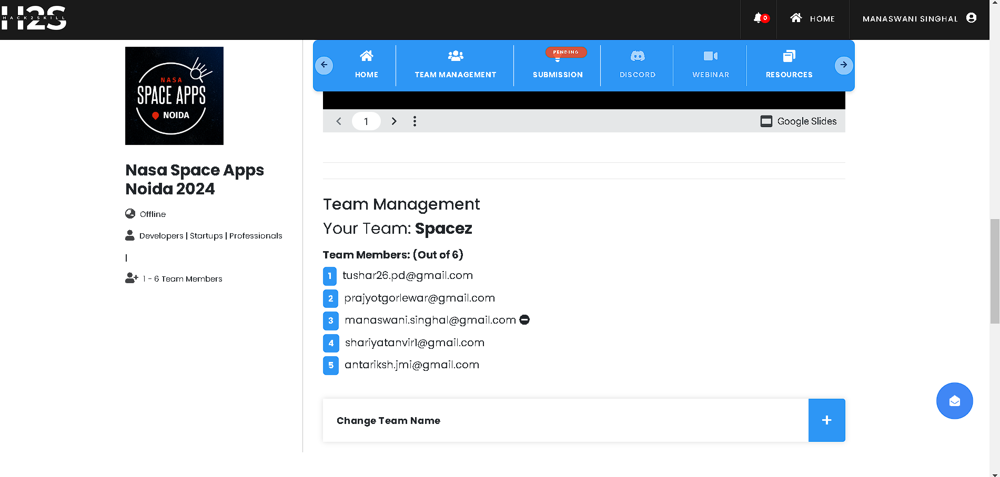 H2S
HACK2SKILL
0
HOME
MANASWANI SINGHAL
NASA
SPACE APPS
NOIDA
Nasa Space Apps
Noida 2024
Offline
Developers | Startups | Professionals
|
1 - 6 Team Members
HOME
TEAM MANAGEMENT
PENDING
SUBMISSION
DISCORD
WEBINAR
RESOURCES
1
Google Slides
Team Management
Your Team: Spacez
Team Members: (Out of 6)
1 tushar26.pd@gmail.com
2 prajyotgorlewar@gmail.com
3 manaswani.singhal@gmail.com
4 shariyatanvir1@gmail.com
5 antariksh.jmi@gmail.com
Change Team Name